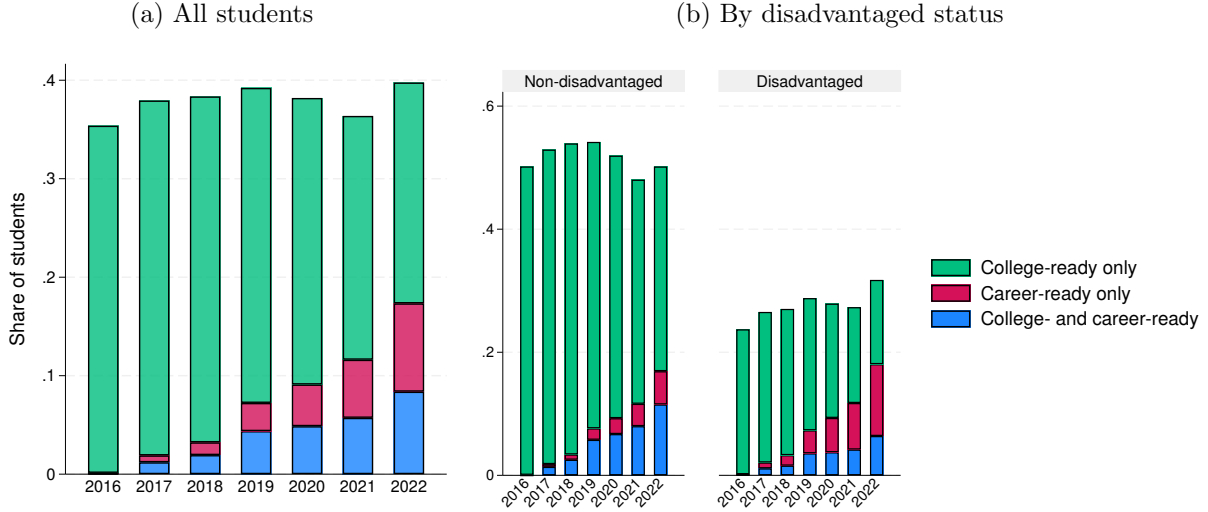 (a) All students
(b) By disadvantaged status
Share of students
.4
.3
.2
.1
0
2016 2017 2018 2019 2020 2021 2022
Non-disadvantaged
Disadvantaged
.6
.4
.2
0
2016 2017 2018 2019 2020 2021 2022
2016 2017 2018 2019 2020 2021 2022
College-ready only
Career-ready only
College- and career-ready